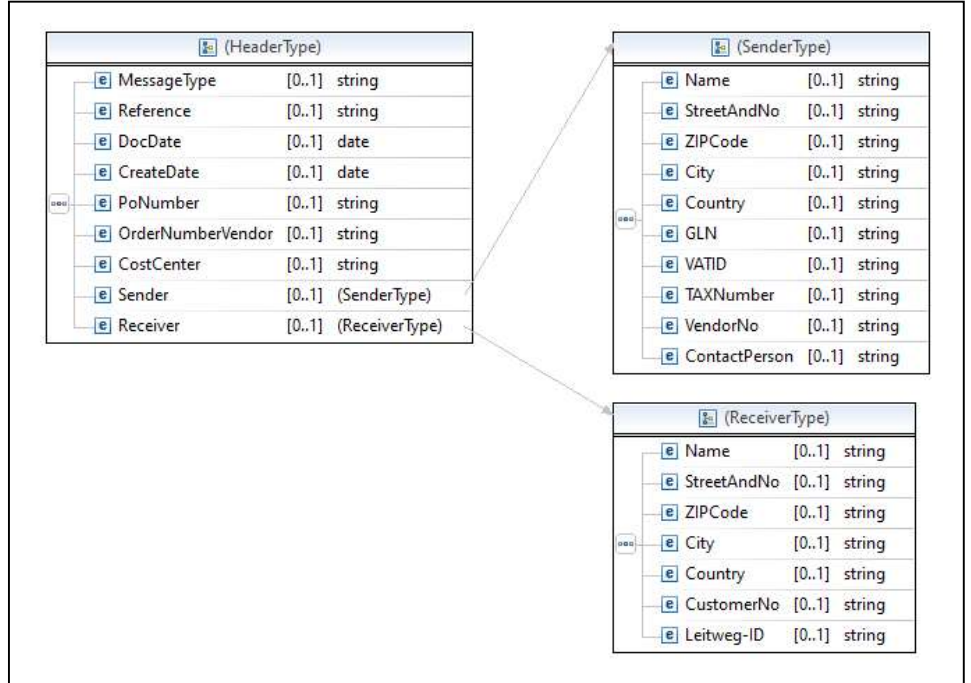 (HeaderType)
e MessageType [0..1] string
e Reference [0..1] string
e DocDate [0..1] date
e CreateDate [0..1] date
e PoNumber [0..1] string
e OrderNumberVendor [0..1] string
e CostCenter [0..1] string
e Sender [0..1] (SenderType)
e Receiver [0..1] (ReceiverType)
(SenderType)
e Name [0..1] string
e StreetAndNo [0..1] string
e ZIPCode [0..1] string
e City [0..1] string
e Country [0..1] string
e GLN [0..1] string
e VATID [0..1] string
e TAXNumber [0..1] string
e VendorNo [0..1] string
e ContactPerson [0..1] string
(ReceiverType)
e Name [0..1] string
e StreetAndNo [0..1] string
e ZIPCode [0..1] string
e City [0..1] string
e Country [0..1] string
e CustomerNo [0..1] string
e Leitweg-ID [0..1] string